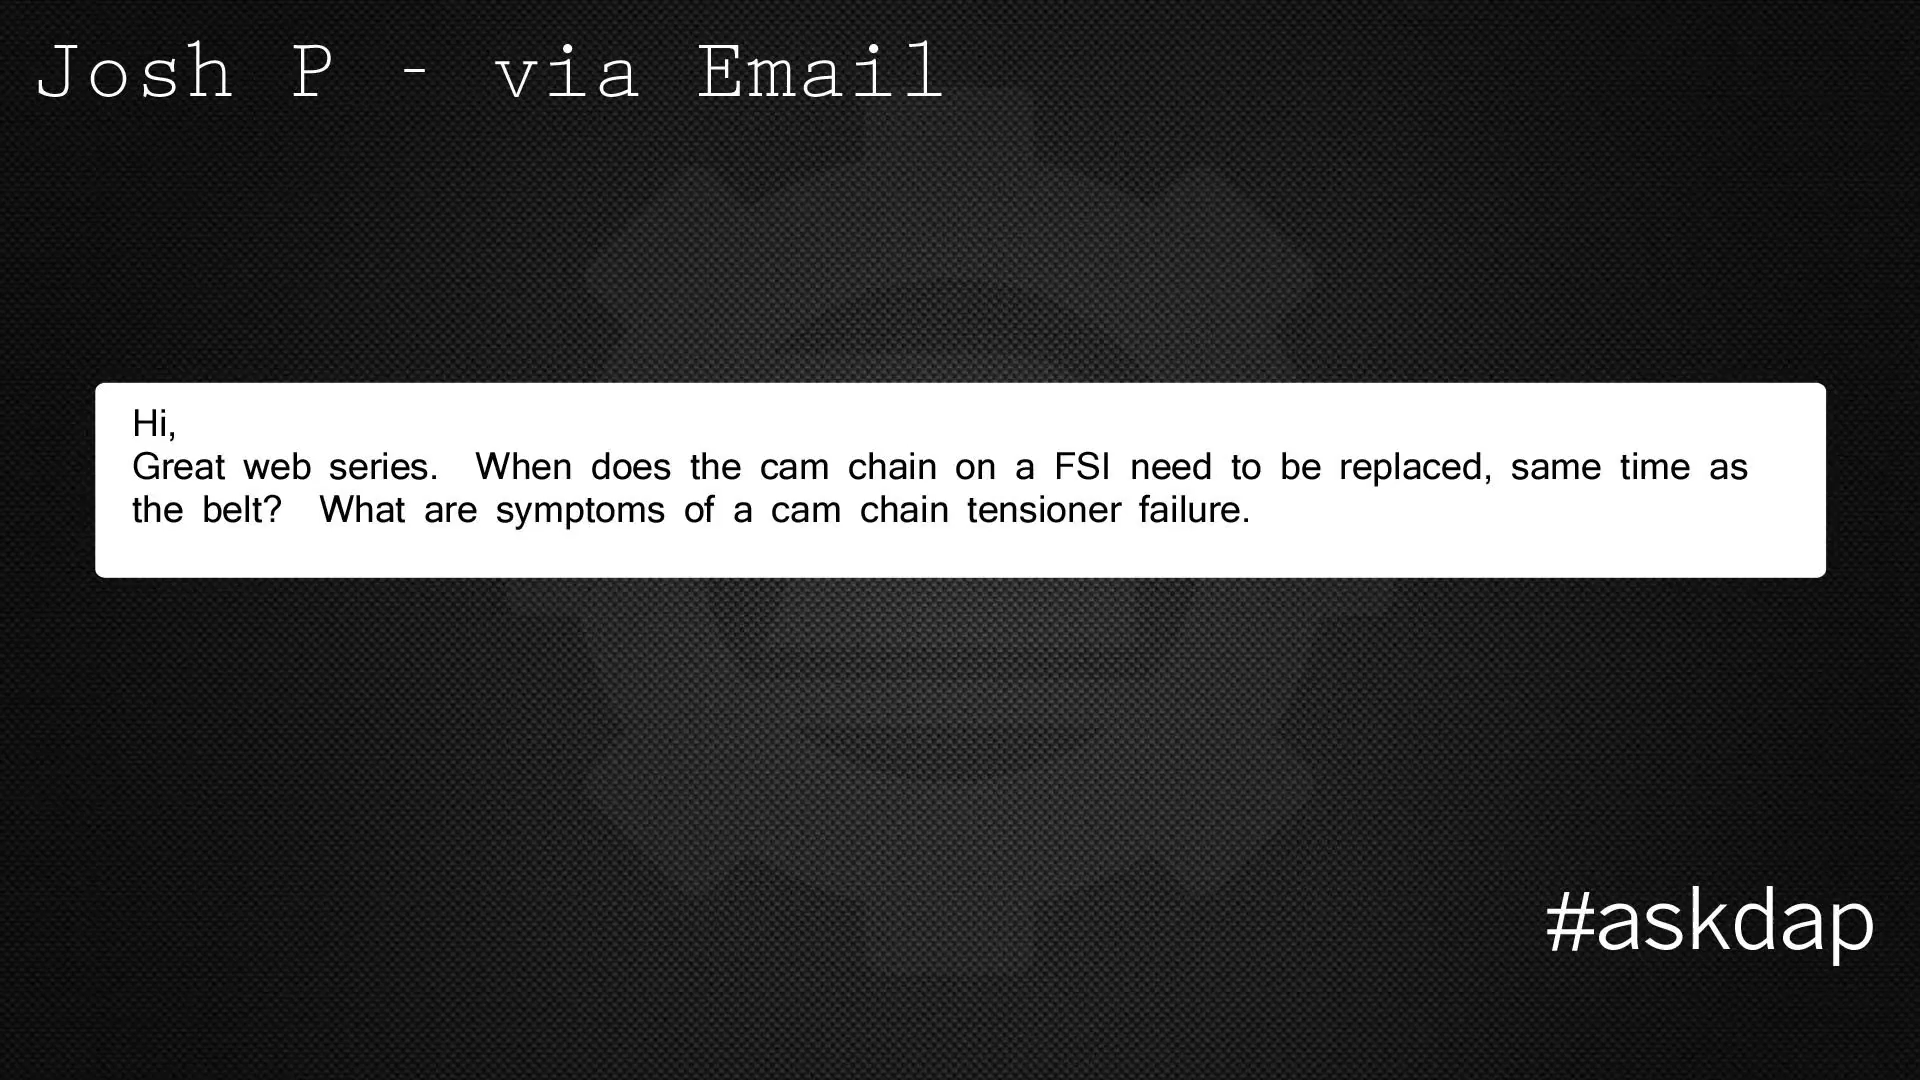 Josh P - via Email
Hi,
Great web series. When does the cam chain on a FSI need to be replaced, same time as
the belt? What are symptoms of a cam chain tensioner failure.
#askdap